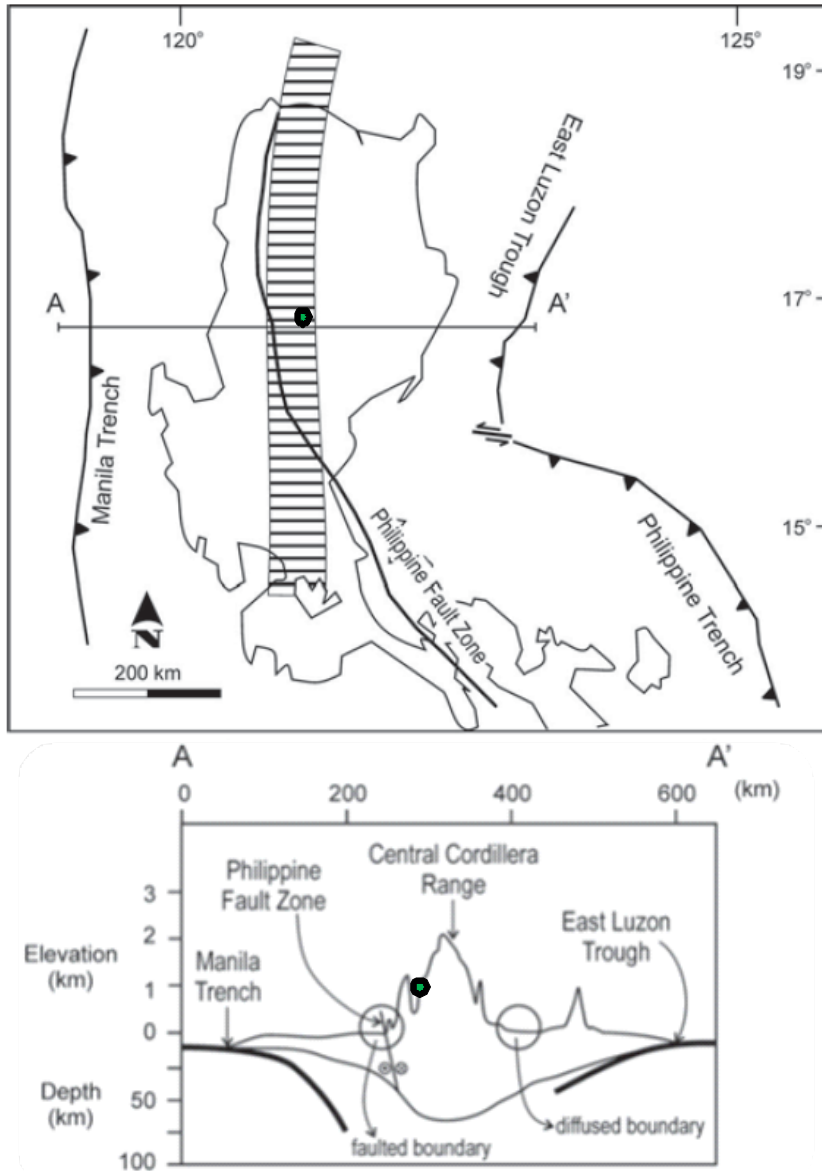 120°
125°
19°
East Luzon Trough
17°
A
A'
Manila Trench
15°
Philippine Fault Zone
Philippine Trench
N
200 km
A
A'
0
200
400
600
(km)
Philippine
Fault Zone
Central Cordillera
Range
3
2
Elevation
(km)
Manila
Trench
East Luzon
Trough
1
0
Depth
(km)
50
faulted boundary
diffused boundary
100